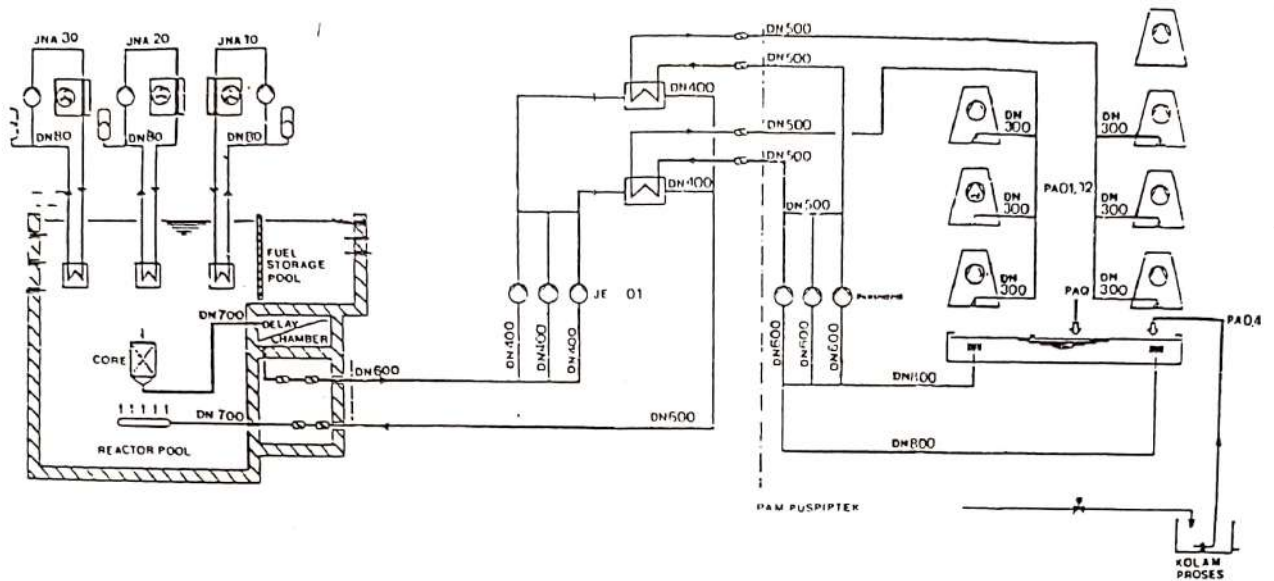 JNA 30
JNA 20
JNA 10
DN80
DN80
DN80
FUEL
STORAGE
POOL
DN700
DELAY
CHAMBER
CORE
DN600
DN 700
REACTOR POOL
DN600
DN400
DN400
DN400
JE 01
DN400
DN400
DN500
DN500
DN500
DN500
DN500
DN600
DN600
DN600
DN800
DN800
DN
300
DN
300
DN
300
DN
300
DN
300
DN
300
PA01,02
PA0
PA04
PAM PUSPIPTEK
KOLAM
PROSES